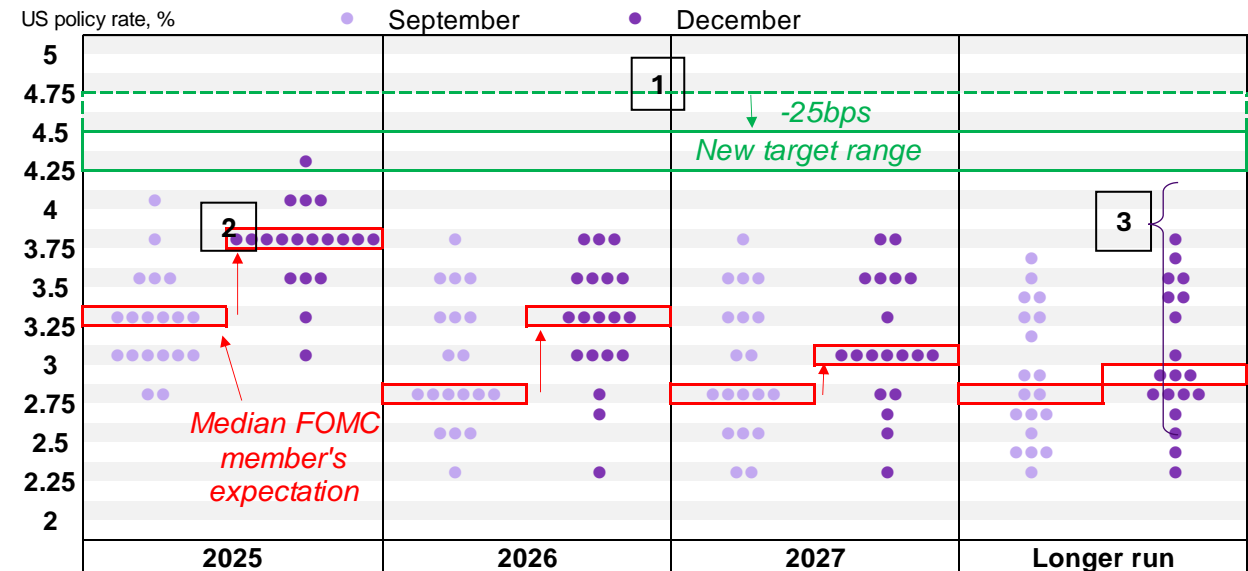 US policy rate, % September December
5
1
4.75
-25bps
4.5
New target range
4.25
4
2
3
3.75
3.5
3.25
3
2.75
Median FOMC
2.5
member's
2.25
expectation
2
2025 2026 2027 Longer run